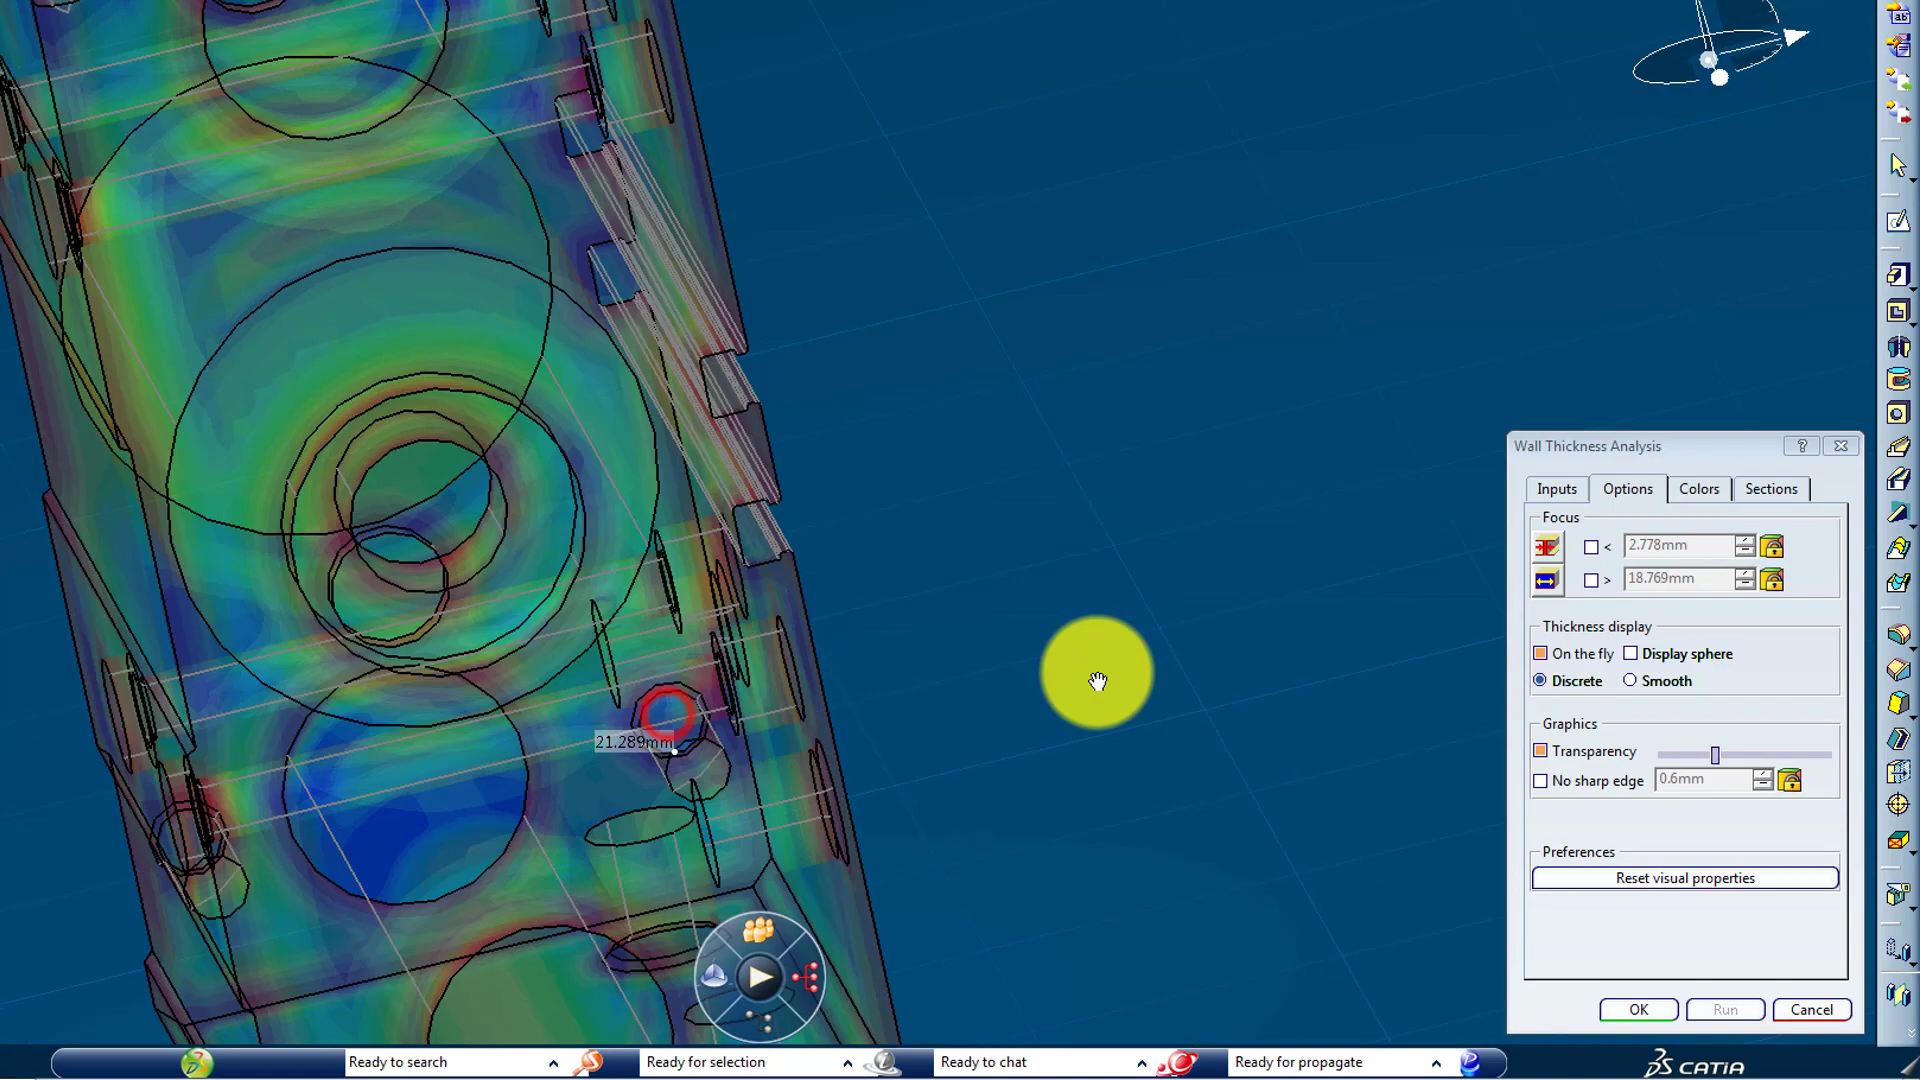 ab
Wall Thickness Analysis
?
Inputs
Options
Colors
Sections
Focus
< 2.778mm
> 18.769mm
Thickness display
On the fly
Display sphere
Discrete
Smooth
21.289mm
Graphics
Transparency
No sharp edge
0.6mm
Preferences
Reset visual properties
OK
Run
Cancel
Ready to search
Ready for selection
Ready to chat
Ready for propagate
CATIA